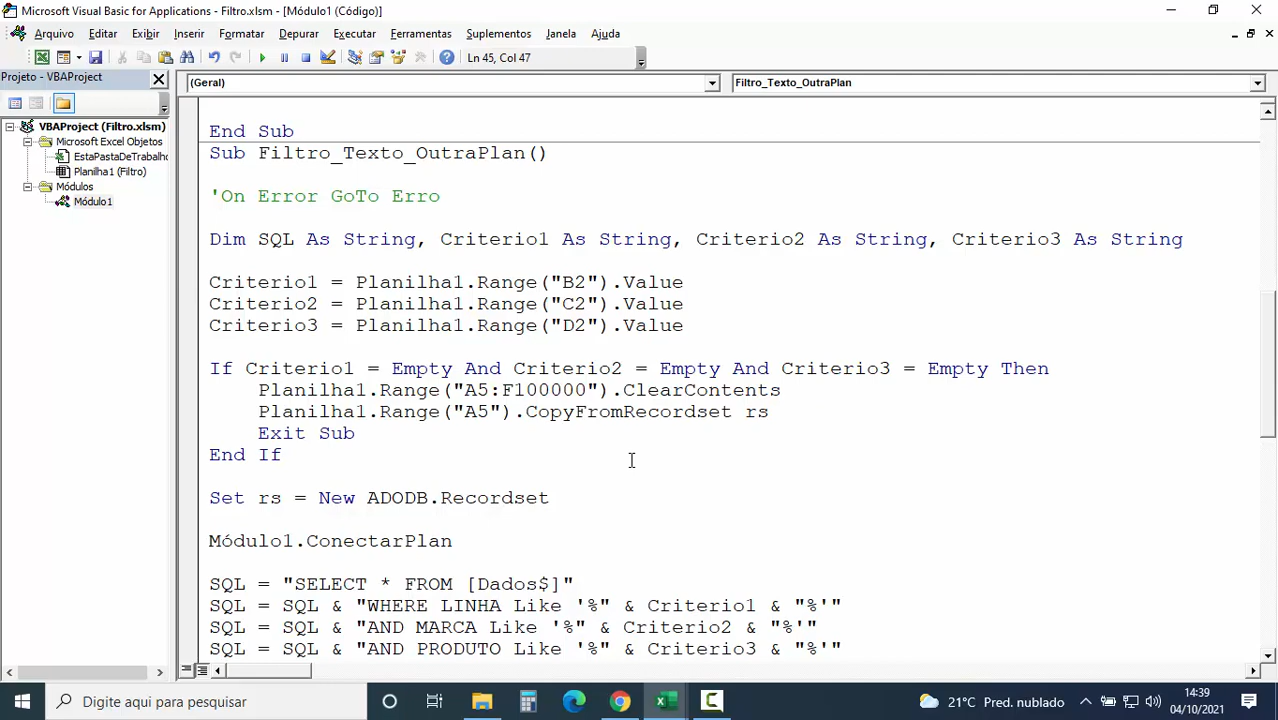 Microsoft Visual Basic for Applications - Filtro.xlsm - [Módulo1 (Código)]
Arquivo Editar Exibir Inserir Formatar Depurar Executar Ferramentas Suplementos Janela Ajuda
Ln 45, Col 47
Projeto - VBAProject
(Geral)
Filtro_Texto_OutraPlan
VBAProject (Filtro.xlsm)
Microsoft Excel Objetos
EstaPastaDeTrabalho
Planilha1 (Filtro)
Módulos
Módulo1
End Sub
Sub Filtro_Texto_OutraPlan()
'On Error GoTo Erro
Dim SQL As String, Criterio1 As String, Criterio2 As String, Criterio3 As String
Criterio1 = Planilha1.Range("B2").Value
Criterio2 = Planilha1.Range("C2").Value
Criterio3 = Planilha1.Range("D2").Value
If Criterio1 = Empty And Criterio2 = Empty And Criterio3 = Empty Then
Planilha1.Range("A5:F100000").ClearContents
Planilha1.Range("A5").CopyFromRecordset rs
Exit Sub
End If
Set rs = New ADODB.Recordset
Módulo1.ConectarPlan
SQL = "SELECT * FROM [Dados$]"
SQL = SQL & "WHERE LINHA Like '%" & Criterio1 & "%'"
SQL = SQL & "AND MARCA Like '%" & Criterio2 & "%'"
SQL = SQL & "AND PRODUTO Like '%" & Criterio3 & "%'"
Digite aqui para pesquisar
21°C Pred. nublado
14:39
04/10/2021